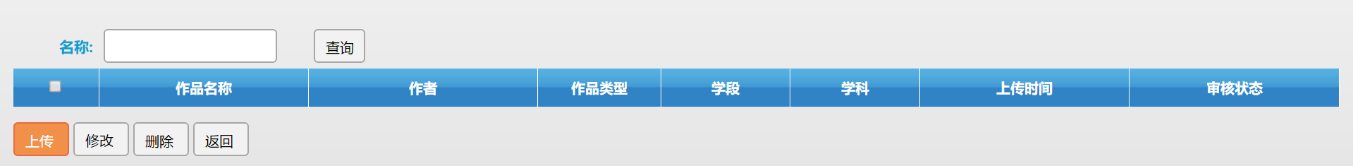 名称: 查询
作品名称 作者 作品类型 学段 学科 上传时间 审核状态
上传 修改 删除 返回